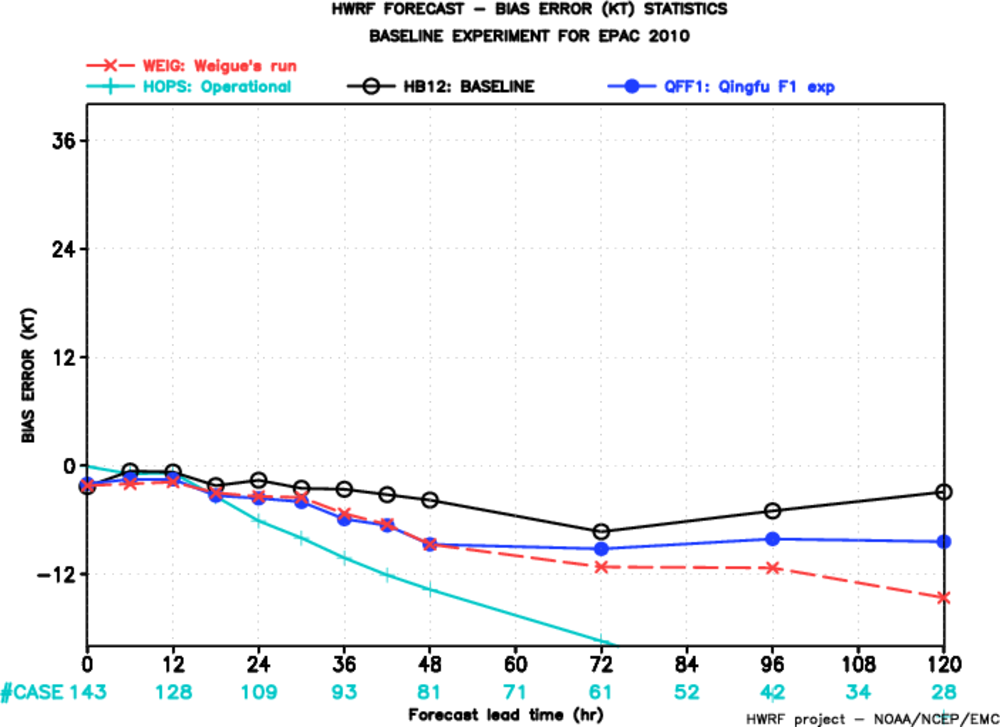 HWRF FORECAST – BIAS ERROR (KT) STATISTICS
BASELINE EXPERIMENT FOR EPAC 2010
WEIG: Weigue's run
HOPS: Operational HB12: BASELINE QFF1: Qingfu F1 exp
BIAS ERROR (KT)
36
24
12
0
−12
0 12 24 36 48 60 72 84 96 108 120
#CASE 143 128 109 93 81 71 61 52 42 34 28
Forecast lead time (hr)
HWRF project – NOAA/NCEP/EMC